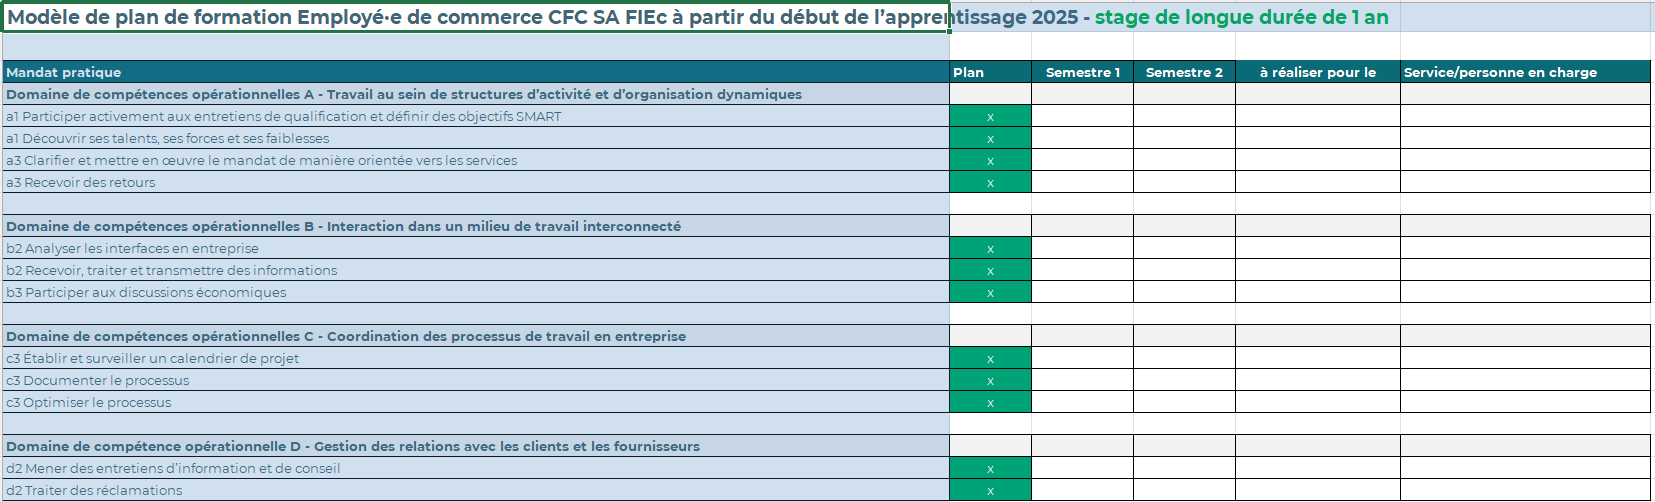 Modèle de plan de formation Employé·e de commerce CFC SA FIEc à partir du début de l’apprentissage 2025 - stage de longue durée de 1 an
Mandat pratique Plan Semestre 1 Semestre 2 à réaliser pour le Service/personne en charge
Domaine de compétences opérationnelles A - Travail au sein de structures d’activité et d’organisation dynamiques
a1 Participer activement aux entretiens de qualification et définir des objectifs SMART x
a1 Découvrir ses talents, ses forces et ses faiblesses x
a3 Clarifier et mettre en œuvre le mandat de manière orientée vers les services x
a3 Recevoir des retours x
Domaine de compétences opérationnelles B - Interaction dans un milieu de travail interconnecté
b2 Analyser les interfaces en entreprise x
b2 Recevoir, traiter et transmettre des informations x
b3 Participer aux discussions économiques x
Domaine de compétences opérationnelles C - Coordination des processus de travail en entreprise
c3 Établir et surveiller un calendrier de projet x
c3 Documenter le processus x
c3 Optimiser le processus x
Domaine de compétence opérationnelle D - Gestion des relations avec les clients et les fournisseurs
d2 Mener des entretiens d’information et de conseil x
d2 Traiter des réclamations x